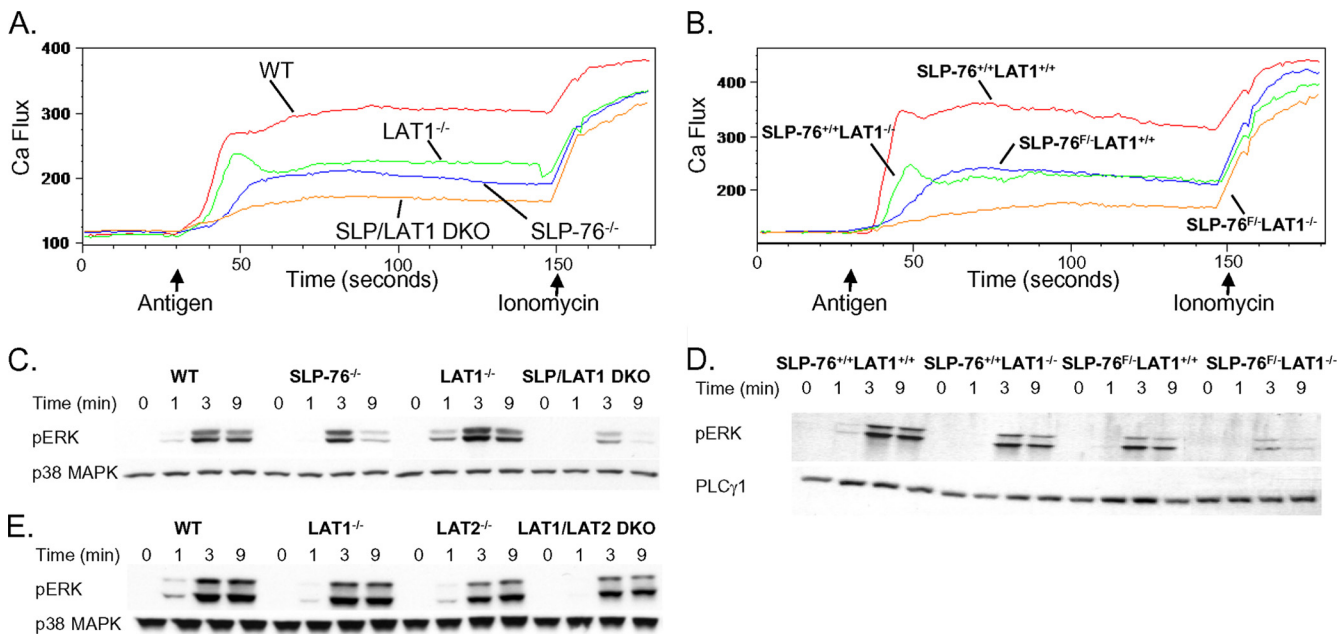 A.
400
300
200
100
Ca Flux
WT
LAT1-/-
SLP/LAT1 DKO
SLP-76-/-
0 50 100 150
Time (seconds)
Antigen
Ionomycin
B.
400
300
200
Ca Flux
SLP-76+/+LAT1+/+
SLP-76+/+LAT1-/-
SLP-76F/-LAT1+/+
SLP-76F/-LAT1-/-
0 50 100 150
Time (seconds)
Antigen
Ionomycin
C.
WT SLP-76-/- LAT1-/- SLP/LAT1 DKO
Time (min) 0 1 3 9 0 1 3 9 0 1 3 9 0 1 3 9
pERK
p38 MAPK
D.
SLP-76+/+LAT1+/+ SLP-76+/+LAT1-/- SLP-76F/-LAT1+/+ SLP-76F/-LAT1-/-
Time (min) 0 1 3 9 0 1 3 9 0 1 3 9 0 1 3 9
pERK
PLCγ1
E.
WT LAT1-/- LAT2-/- LAT1/LAT2 DKO
Time (min) 0 1 3 9 0 1 3 9 0 1 3 9 0 1 3 9
pERK
p38 MAPK